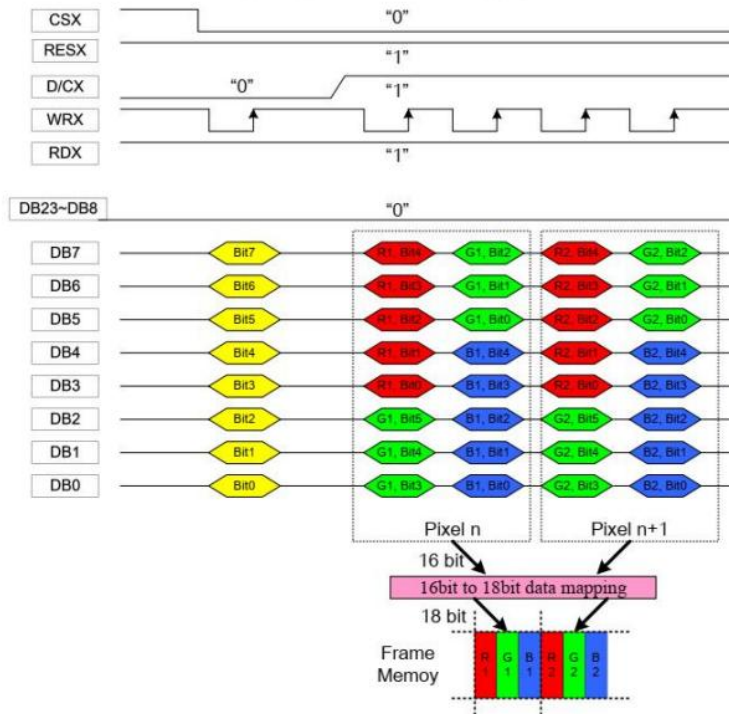 CSX "0"
RESX "1"
D/CX "0" "1"
WRX
RDX "1"
DB23~DB8 "0"
DB7 Bit7 R1, Bit4 G1, Bit2 R2, Bit4 G2, Bit2
DB6 Bit6 R1, Bit3 G1, Bit1 R2, Bit3 G2, Bit1
DB5 Bit5 R1, Bit2 G1, Bit0 R2, Bit2 G2, Bit0
DB4 Bit4 R1, Bit1 B1, Bit4 R2, Bit1 B2, Bit4
DB3 Bit3 R1, Bit0 B1, Bit3 R2, Bit0 B2, Bit3
DB2 Bit2 G1, Bit5 B1, Bit2 G2, Bit5 B2, Bit2
DB1 Bit1 G1, Bit4 B1, Bit1 G2, Bit4 B2, Bit1
DB0 Bit0 G1, Bit3 B1, Bit0 G2, Bit3 B2, Bit0
Pixel n Pixel n+1
16 bit
16bit to 18bit data mapping
18 bit
Frame
Memoy
R G B R G B
1 1 1 2 2 2